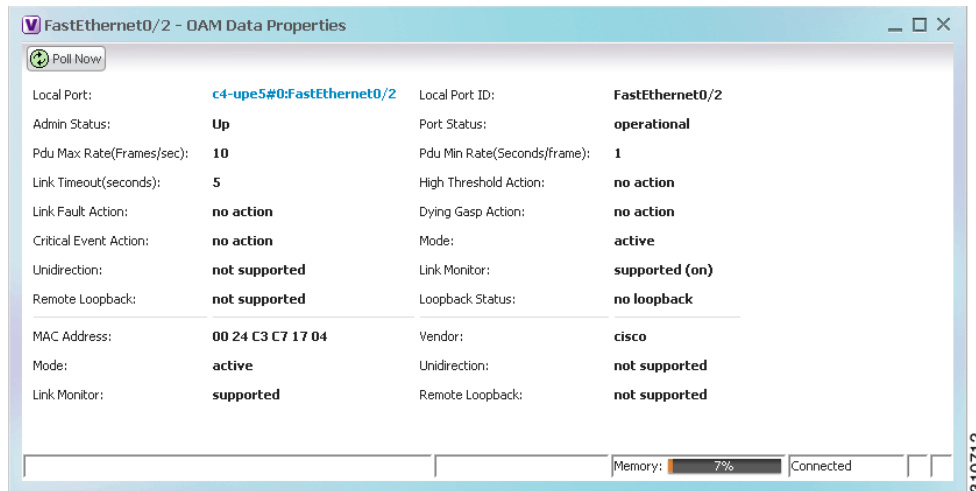 FastEthernet0/2 - OAM Data Properties
Poll Now
Local Port: c4-upe5#0:FastEthernet0/2 Local Port ID: FastEthernet0/2
Admin Status: Up Port Status: operational
Pdu Max Rate(Frames/sec): 10 Pdu Min Rate(Seconds/frame): 1
Link Timeout(seconds): 5 High Threshold Action: no action
Link Fault Action: no action Dying Gasp Action: no action
Critical Event Action: no action Mode: active
Unidirection: not supported Link Monitor: supported (on)
Remote Loopback: not supported Loopback Status: no loopback
MAC Address: 00 24 C3 C7 17 04 Vendor: cisco
Mode: active Unidirection: not supported
Link Monitor: supported Remote Loopback: not supported
Memory: 7% Connected